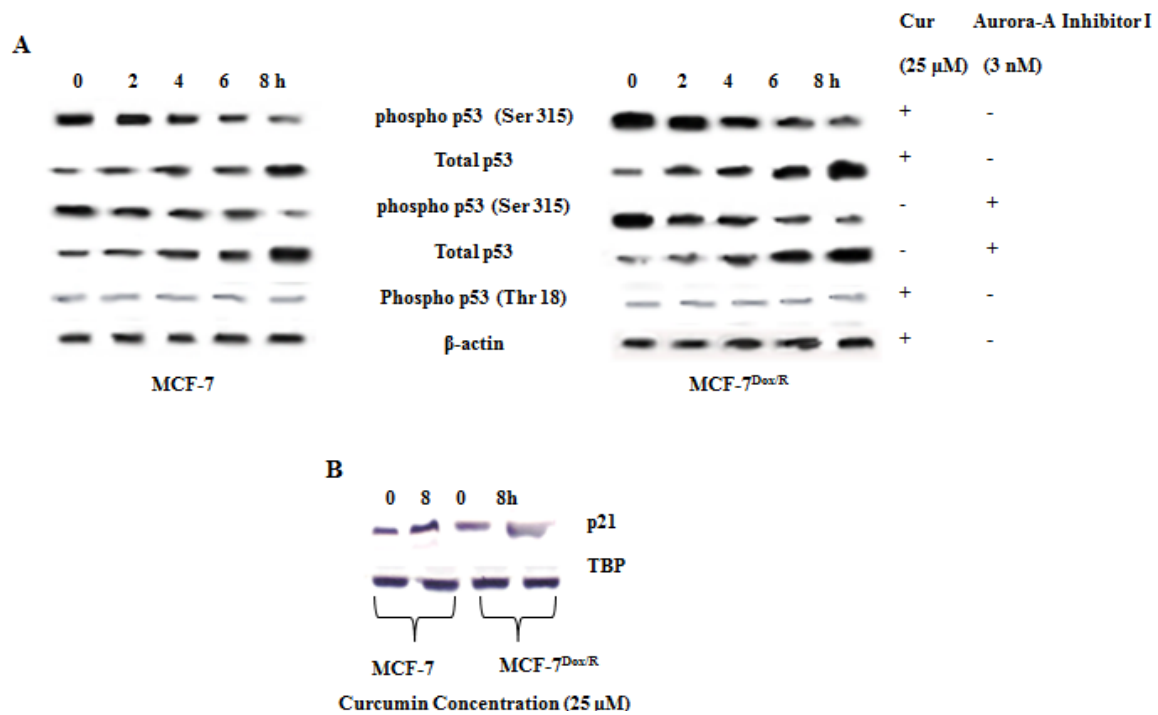 Cur Aurora-A Inhibitor I
A
(25 µM) (3 nM)
0 2 4 6 8 h
0 2 4 6 8 h
phospho p53 (Ser 315)
+ -
Total p53
+ -
phospho p53 (Ser 315)
- +
Total p53
- +
Phospho p53 (Thr 18)
+ -
β-actin
+ -
MCF-7
MCF-7Dox/R
B
0 8 0 8h
p21
TBP
MCF-7
MCF-7Dox/R
Curcumin Concentration (25 µM)